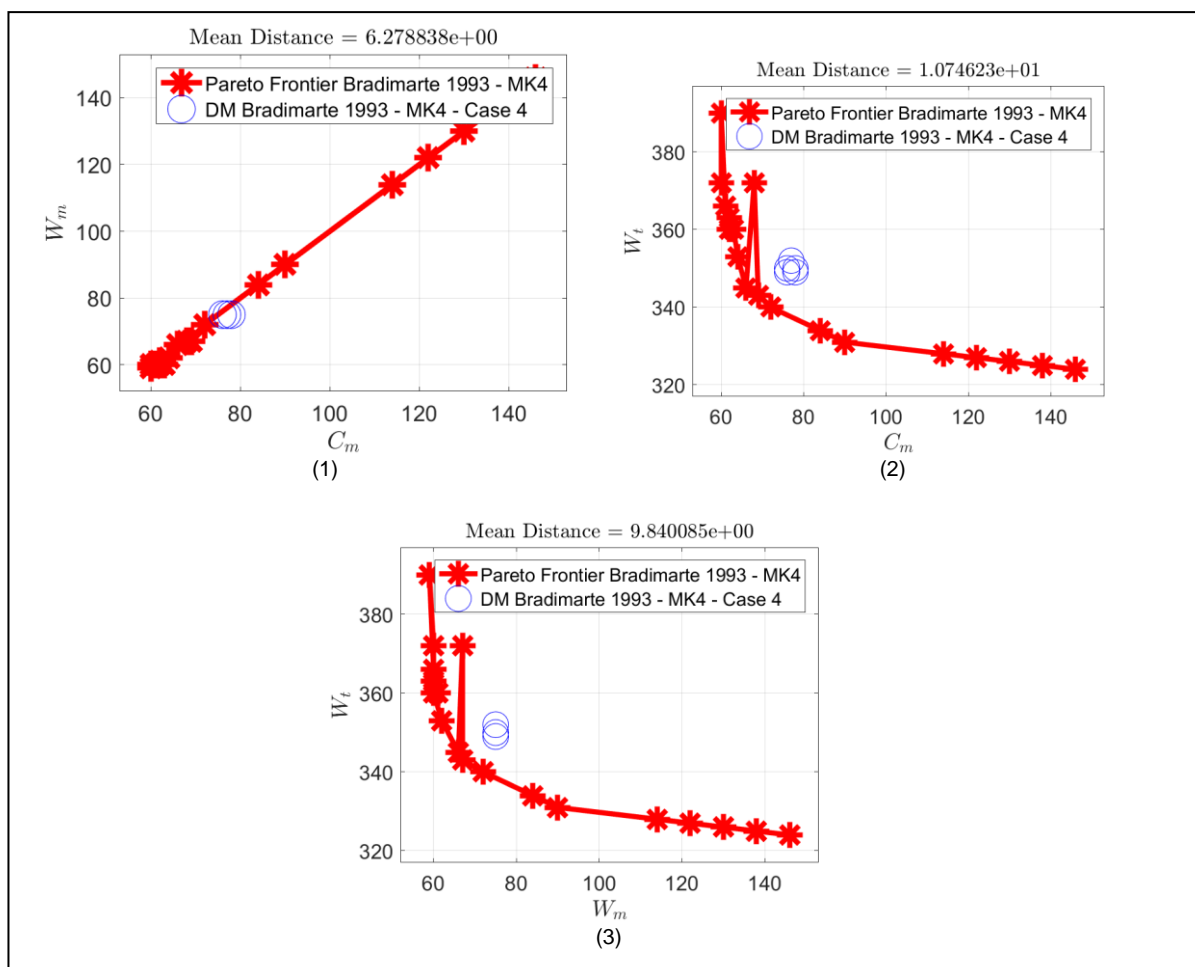 Mean Distance = 6.278838e+00
Pareto Frontier Bradimarte 1993 - MK4
DM Bradimarte 1993 - MK4 - Case 4
140
120
100
80
60
W_m
60 80 100 120 140
C_m
(1)
Mean Distance = 1.074623e+01
Pareto Frontier Bradimarte 1993 - MK4
DM Bradimarte 1993 - MK4 - Case 4
380
360
340
320
W_t
60 80 100 120 140
C_m
(2)
Mean Distance = 9.840085e+00
Pareto Frontier Bradimarte 1993 - MK4
DM Bradimarte 1993 - MK4 - Case 4
380
360
340
320
W_t
60 80 100 120 140
W_m
(3)